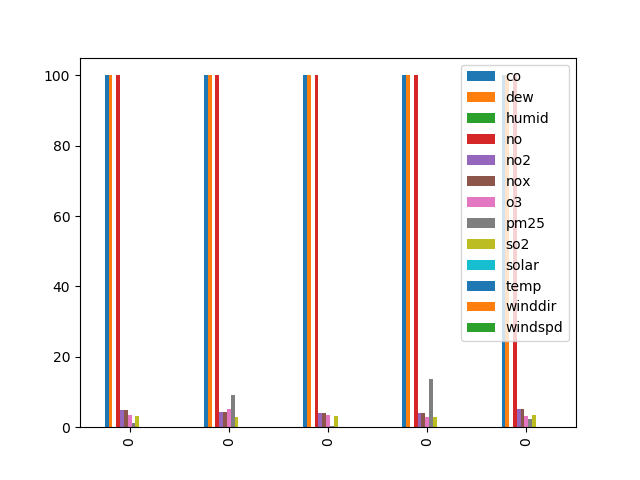 100
80
60
40
20
0
0
0
0
0
0
co
dew
humid
no
no2
nox
o3
pm25
so2
solar
temp
winddir
windspd